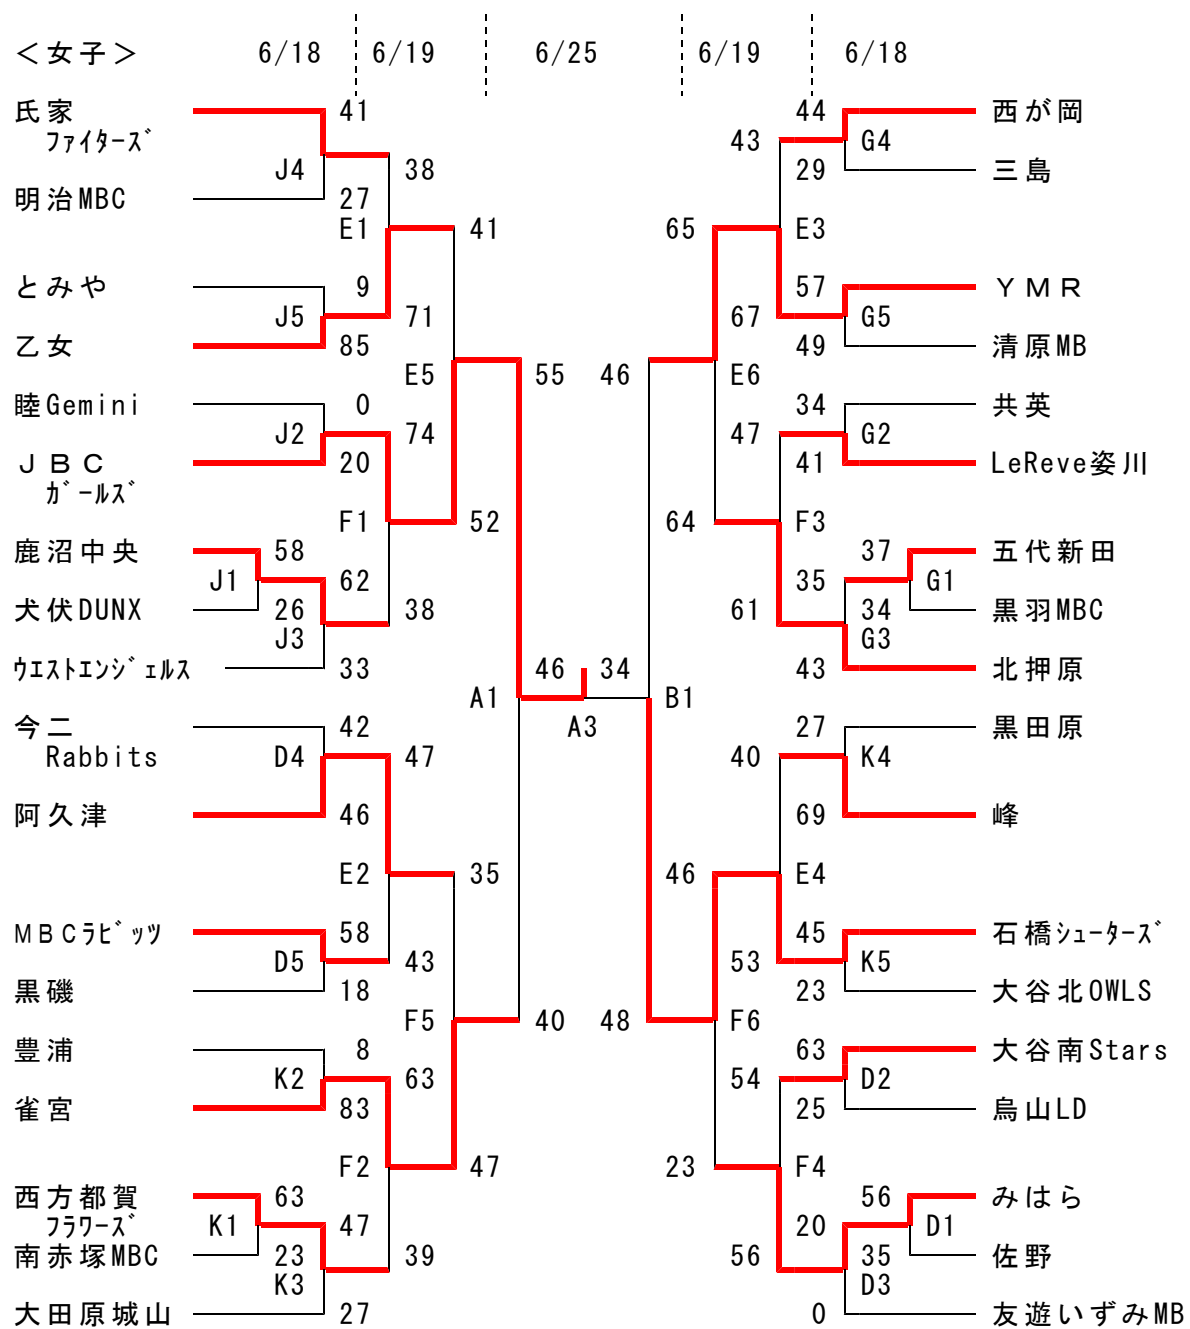 ＜女子＞ 6/18 6/19 6/25 6/19 6/18
氏家 41 44 西が岡
ﾌｧｲﾀｰｽﾞ 43 G4
J4 38 29 三島
明治MBC 27
E1 41 65 E3
とみや 9 57 ＹＭＲ
J5 71 67 G5
乙女 85 49 清原MB
E5 55 46 E6
睦Gemini 0 34 共英
J2 74 47 G2
ＪＢＣ 20 41 LeReve姿川
ｶﾞｰﾙｽﾞ
F1 52 64 F3
鹿沼中央 58 37 五代新田
J1 62 35 G1
犬伏DUNX 26 38 61 34 黒羽MBC
J3 G3
ｳｴｽﾄｴﾝｼﾞｪﾙｽ 33 46 34 43 北押原
A1 B1
今二 42 A3 27 黒田原
Rabbits D4 47 40 K4
阿久津 46 69 峰
E2 35 46 E4
ＭＢＣﾗﾋﾞｯﾂ 58 45 石橋ｼｭｰﾀｰｽﾞ
D5 43 53 K5
黒磯 18 23 大谷北OWLS
F5 40 48 F6
豊浦 8 63 大谷南Stars
K2 63 54 D2
雀宮 83 25 烏山LD
F2 47 23 F4
西方都賀 63 56 みはら
ﾌﾗﾜｰｽﾞ K1 47 20 D1
南赤塚MBC 23 39 56 35 佐野
K3 D3
大田原城山 27 0 友遊いずみMB